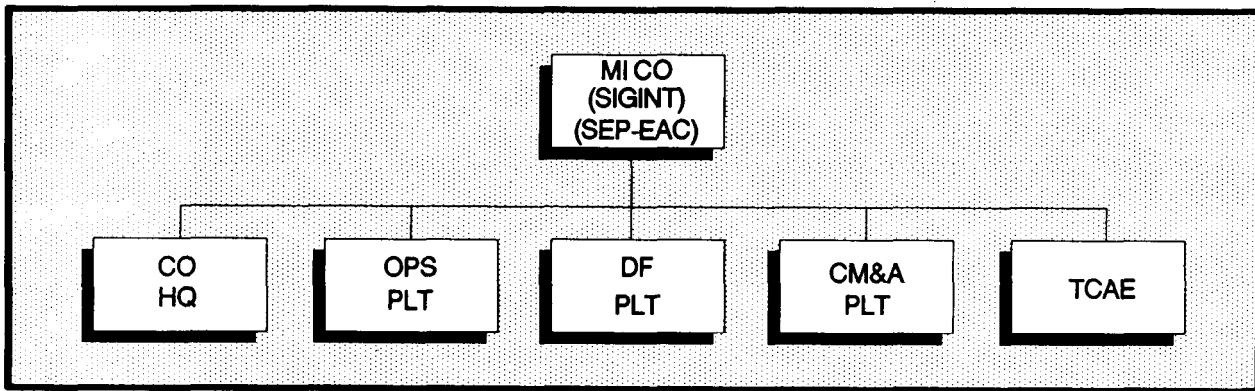 MI CO
(SIGINT)
(SEP-EAC)
CO
HQ
OPS
PLT
DF
PLT
CM&A
PLT
TCAE